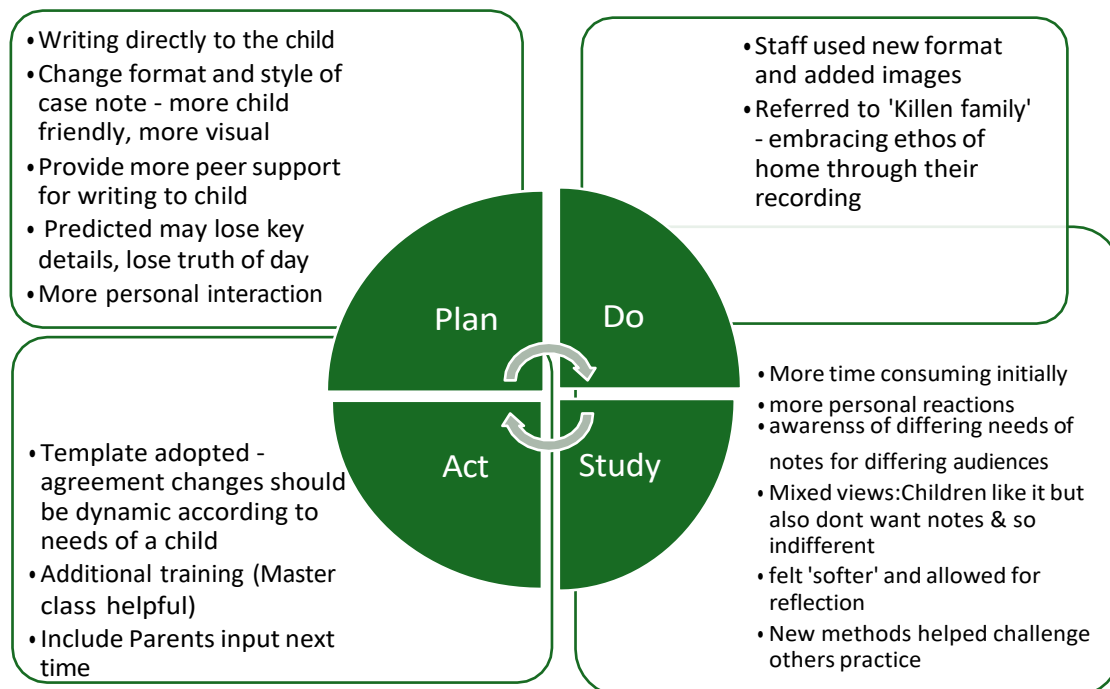 • Writing directly to the child
• Change format and style of
case note - more child
friendly, more visual
• Provide more peer support
for writing to child
• Predicted may lose key
details, lose truth of day
• More personal interaction
Plan
• Staff used new format
and added images
• Referred to 'Killen family'
- embracing ethos of
home through their
recording
Do
• Template adopted -
agreement changes should
be dynamic according to
needs of a child
• Additional training (Master
class helpful)
• Include Parents input next
time
Act
Study
• More time consuming initially
• more personal reactions
• awarenss of differing needs of
notes for differing audiences
• Mixed views:Children like it but
also dont want notes & so
indifferent
• felt 'softer' and allowed for
reflection
• New methods helped challenge
others practice